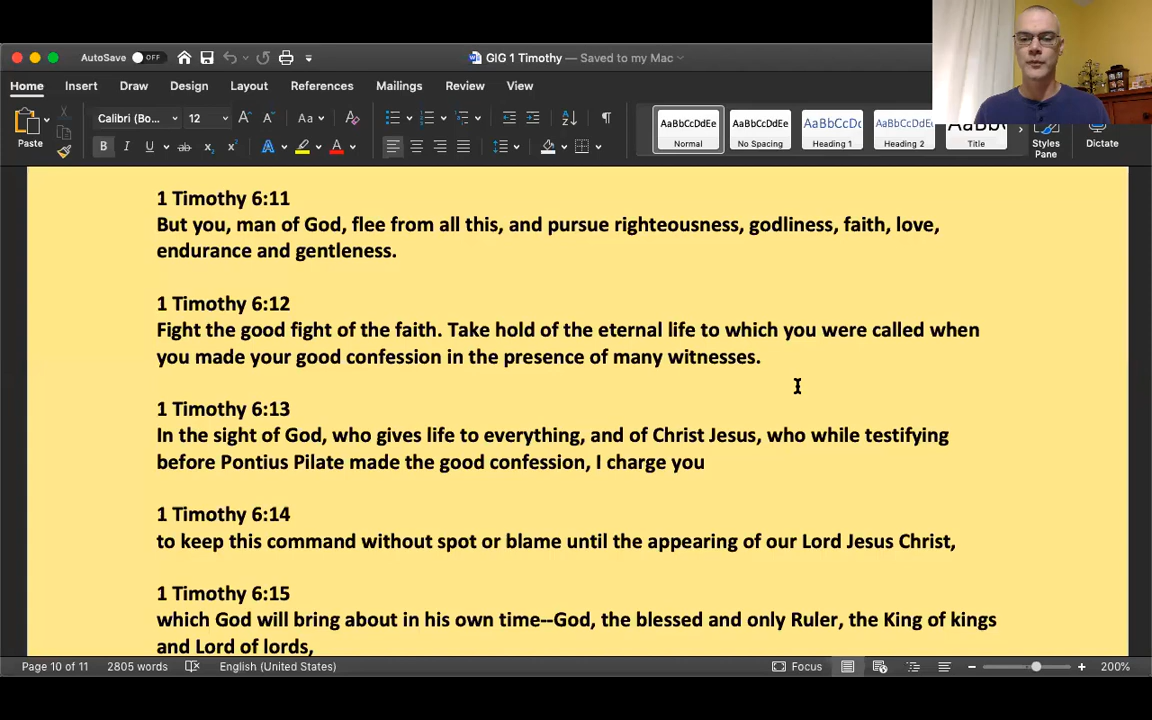 AutoSave OFF
GIG 1 Timothy — Saved to my Mac
Home Insert Draw Design Layout References Mailings Review View
Paste
Calibri (Bo... 12
AaBbCcDdEe Normal
AaBbCcDdEe No Spacing
AaBbCcDc Heading 1
AaBbCcDdEe Heading 2
AaBbCcDdEe Title
Styles Pane
Dictate
1 Timothy 6:11
But you, man of God, flee from all this, and pursue righteousness, godliness, faith, love,
endurance and gentleness.
1 Timothy 6:12
Fight the good fight of the faith. Take hold of the eternal life to which you were called when
you made your good confession in the presence of many witnesses.
1 Timothy 6:13
In the sight of God, who gives life to everything, and of Christ Jesus, who while testifying
before Pontius Pilate made the good confession, I charge you
1 Timothy 6:14
to keep this command without spot or blame until the appearing of our Lord Jesus Christ,
1 Timothy 6:15
which God will bring about in his own time--God, the blessed and only Ruler, the King of kings
and Lord of lords,
Page 10 of 11 2805 words English (United States) Focus 200%